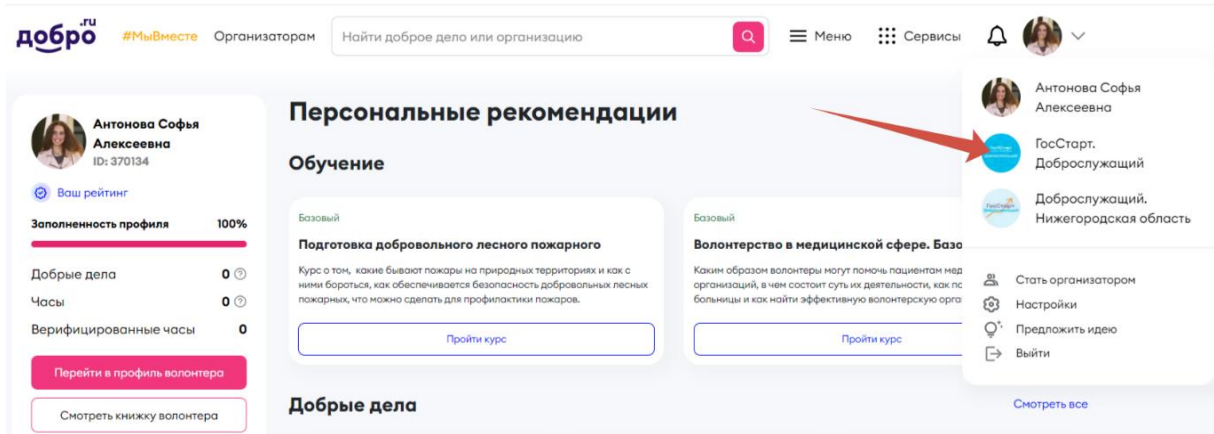 добро.ru
#МыВместе
Организаторам
Найти доброе дело или организацию
Меню
Сервисы
Антонова Софья
Алексеевна
ID: 370134
Ваш рейтинг
Заполненность профиля 100%
Добрые дела 0
Часы 0
Верифицированные часы 0
Перейти в профиль волонтера
Смотреть книжку волонтера
Персональные рекомендации
Обучение
Базовый
Подготовка добровольного лесного пожарного
Курс о том, какие бывают пожары на природных территориях и как с
ними бороться, как обеспечивается безопасность добровольных лесных
пожарных, что можно сделать для профилактики пожаров.
Пройти курс
Базовый
Волонтерство в медицинской сфере. Базо
Каким образом волонтеры могут помочь пациентам мед
организаций, в чем состоит суть их деятельности, как по
больницы и как найти эффективную волонтерскую орга
Пройти курс
Добрые дела
Смотреть все
Антонова Софья
Алексеевна
ГосСтарт.
Доброслужащий
Доброслужащий.
Нижегородская область
Стать организатором
Настройки
Предложить идею
Выйти